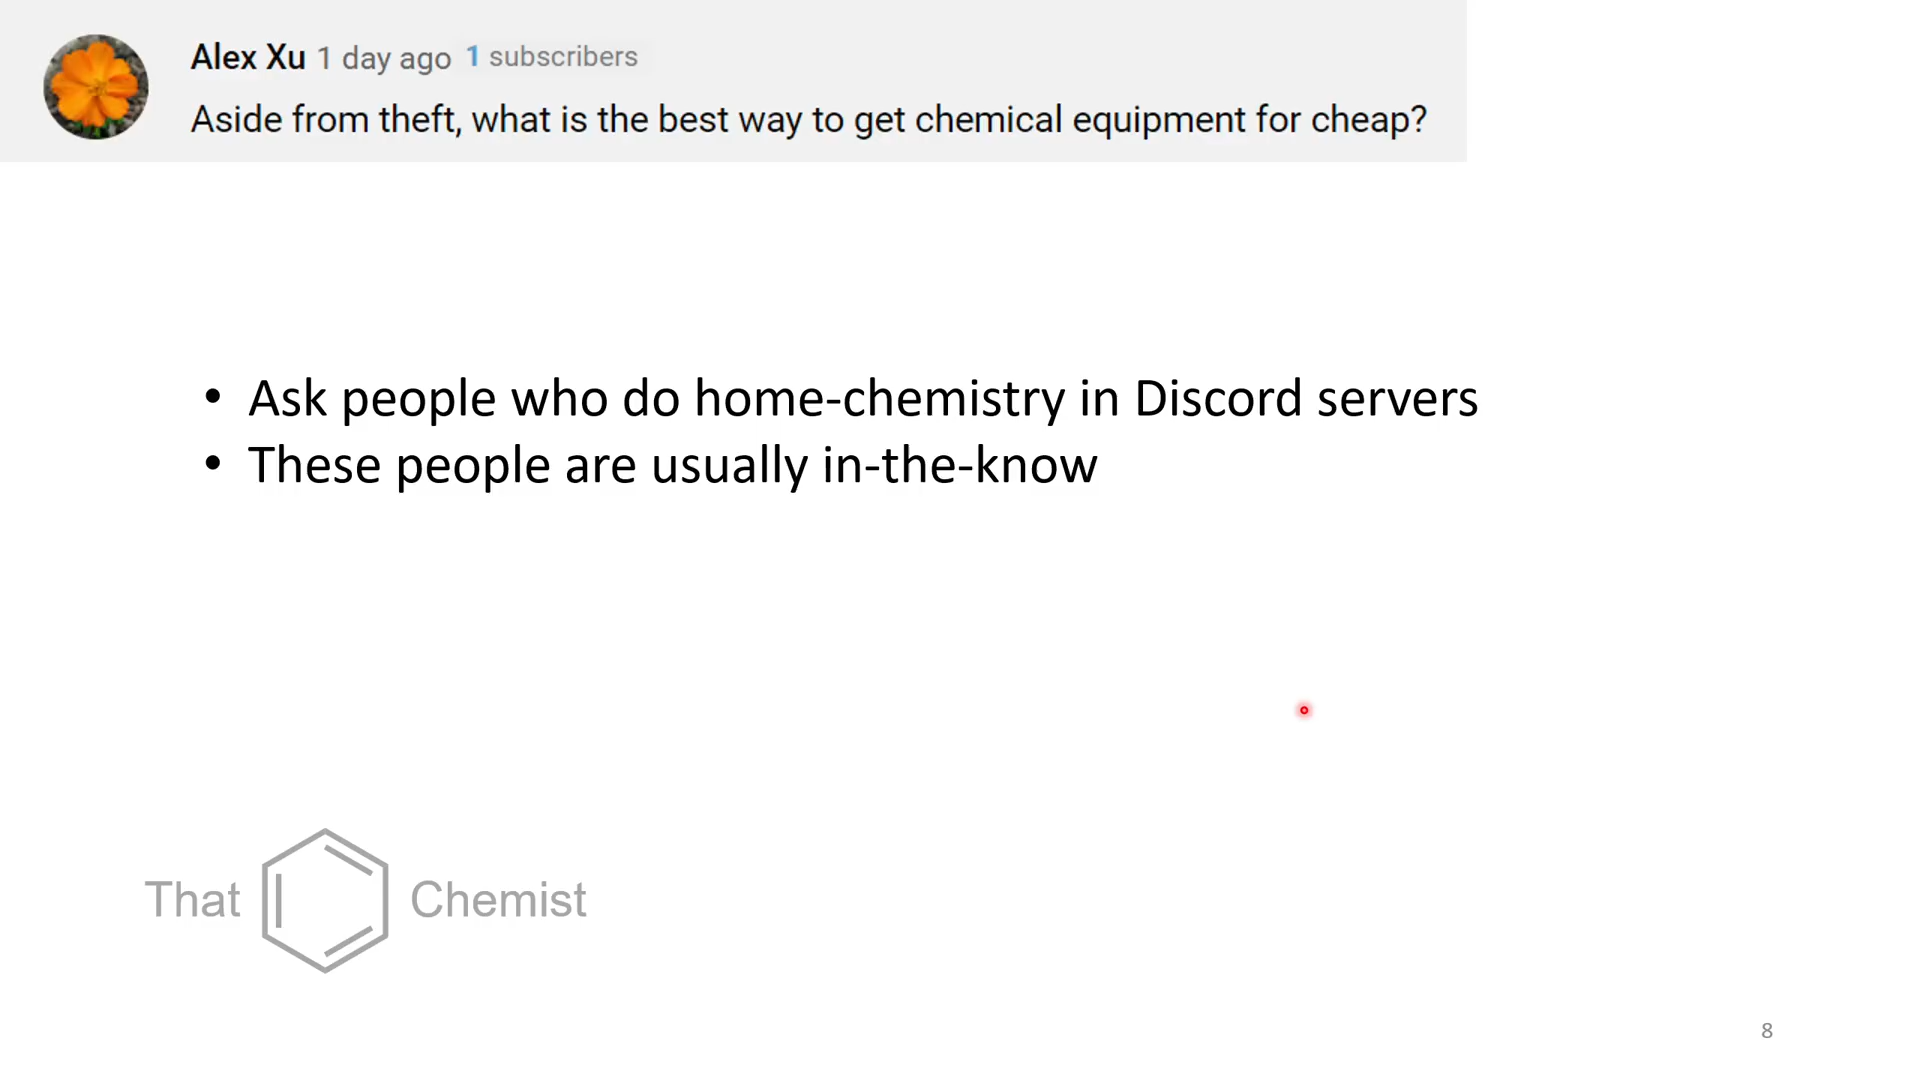 Alex Xu 1 day ago 1 subscribers
Aside from theft, what is the best way to get chemical equipment for cheap?
• Ask people who do home-chemistry in Discord servers
• These people are usually in-the-know
That Chemist
8